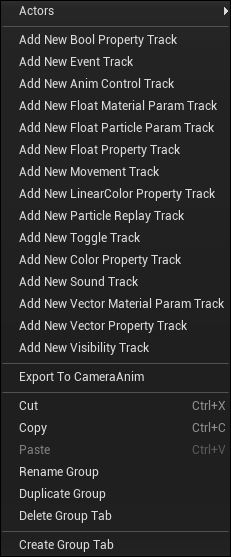 Actors
Add New Bool Property Track
Add New Event Track
Add New Anim Control Track
Add New Float Material Param Track
Add New Float Particle Param Track
Add New Float Property Track
Add New Movement Track
Add New LinearColor Property Track
Add New Particle Replay Track
Add New Toggle Track
Add New Color Property Track
Add New Sound Track
Add New Vector Material Param Track
Add New Vector Property Track
Add New Visibility Track
Export To CameraAnim
Cut Ctrl+X
Copy Ctrl+C
Paste Ctrl+V
Rename Group
Duplicate Group
Delete Group Tab
Create Group Tab